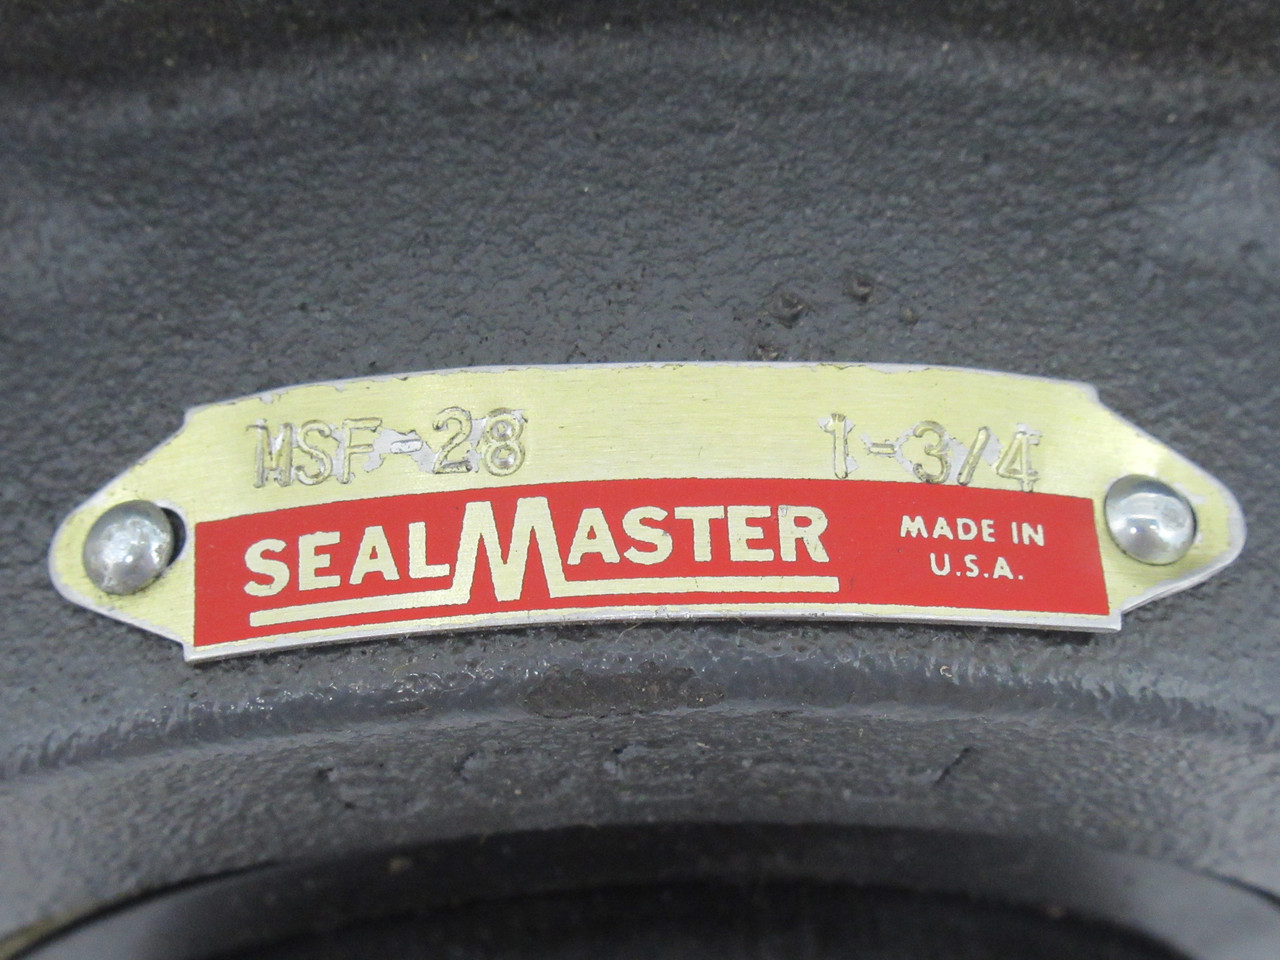 MSF-28 1-3/4
SEALMASTER MADE IN
U.S.A.